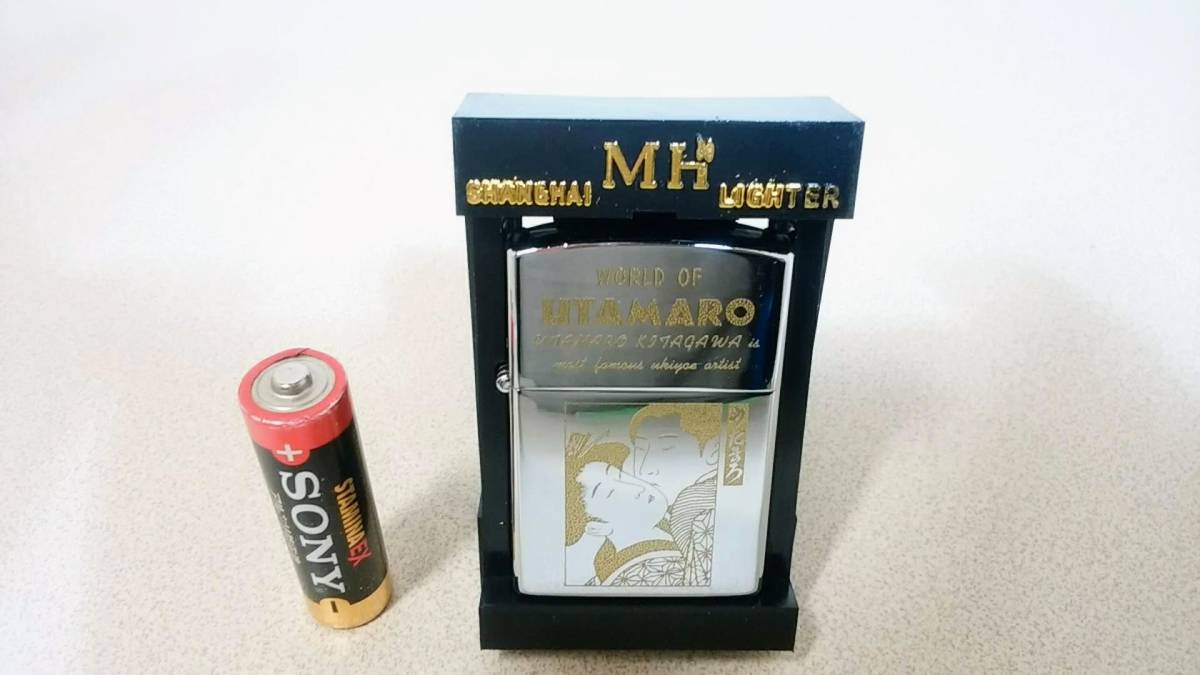 MH
SHANGHAI LIGHTER
WORLD OF
UTAMARO
UTAMARO KITAGAWA is
most famous ukiyoe artist
うたまろ
+
SONY
STAMINA EX
-